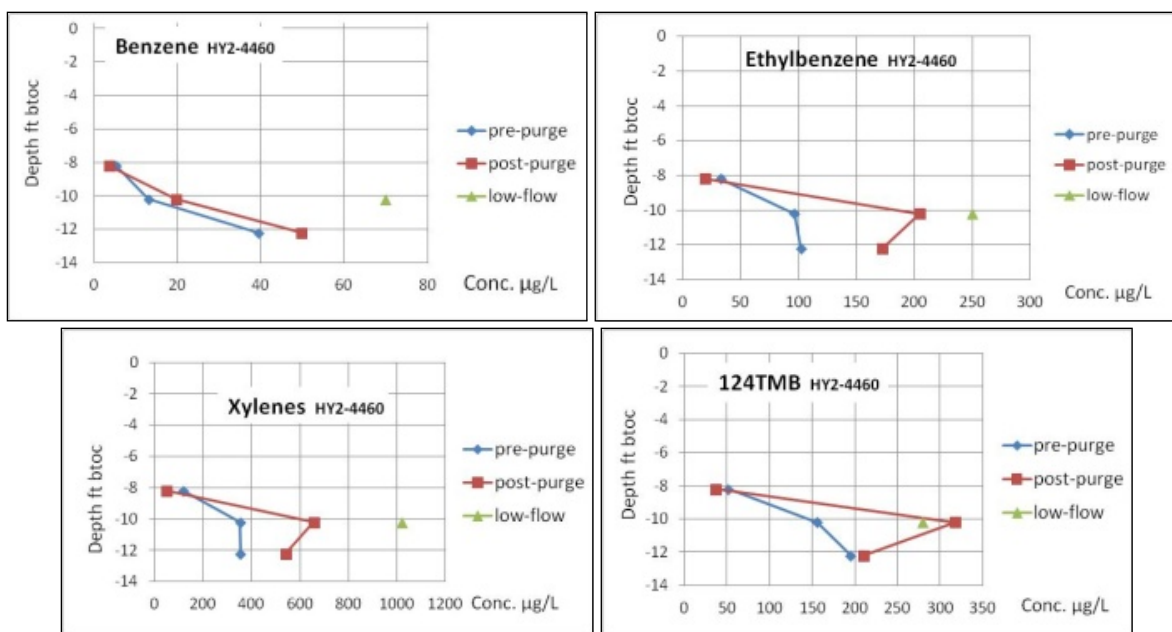 Benzene HY2-4460
Depth ft btoc
0
-2
-4
-6
-8
-10
-12
-14
0 20 40 60 80
Conc. µg/L
pre-purge
post-purge
low-flow
Ethylbenzene HY2-4460
Depth ft btoc
0
-2
-4
-6
-8
-10
-12
-14
0 50 100 150 200 250 300
Conc. µg/L
pre-purge
post-purge
low-flow
Xylenes HY2-4460
Depth ft btoc
0
-2
-4
-6
-8
-10
-12
-14
0 200 400 600 800 1000 1200
Conc. µg/L
pre-purge
post-purge
low-flow
124TMB HY2-4460
Depth ft btoc
0
-2
-4
-6
-8
-10
-12
-14
0 50 100 150 200 250 300 350
Conc. µg/L
pre-purge
post-purge
low-flow